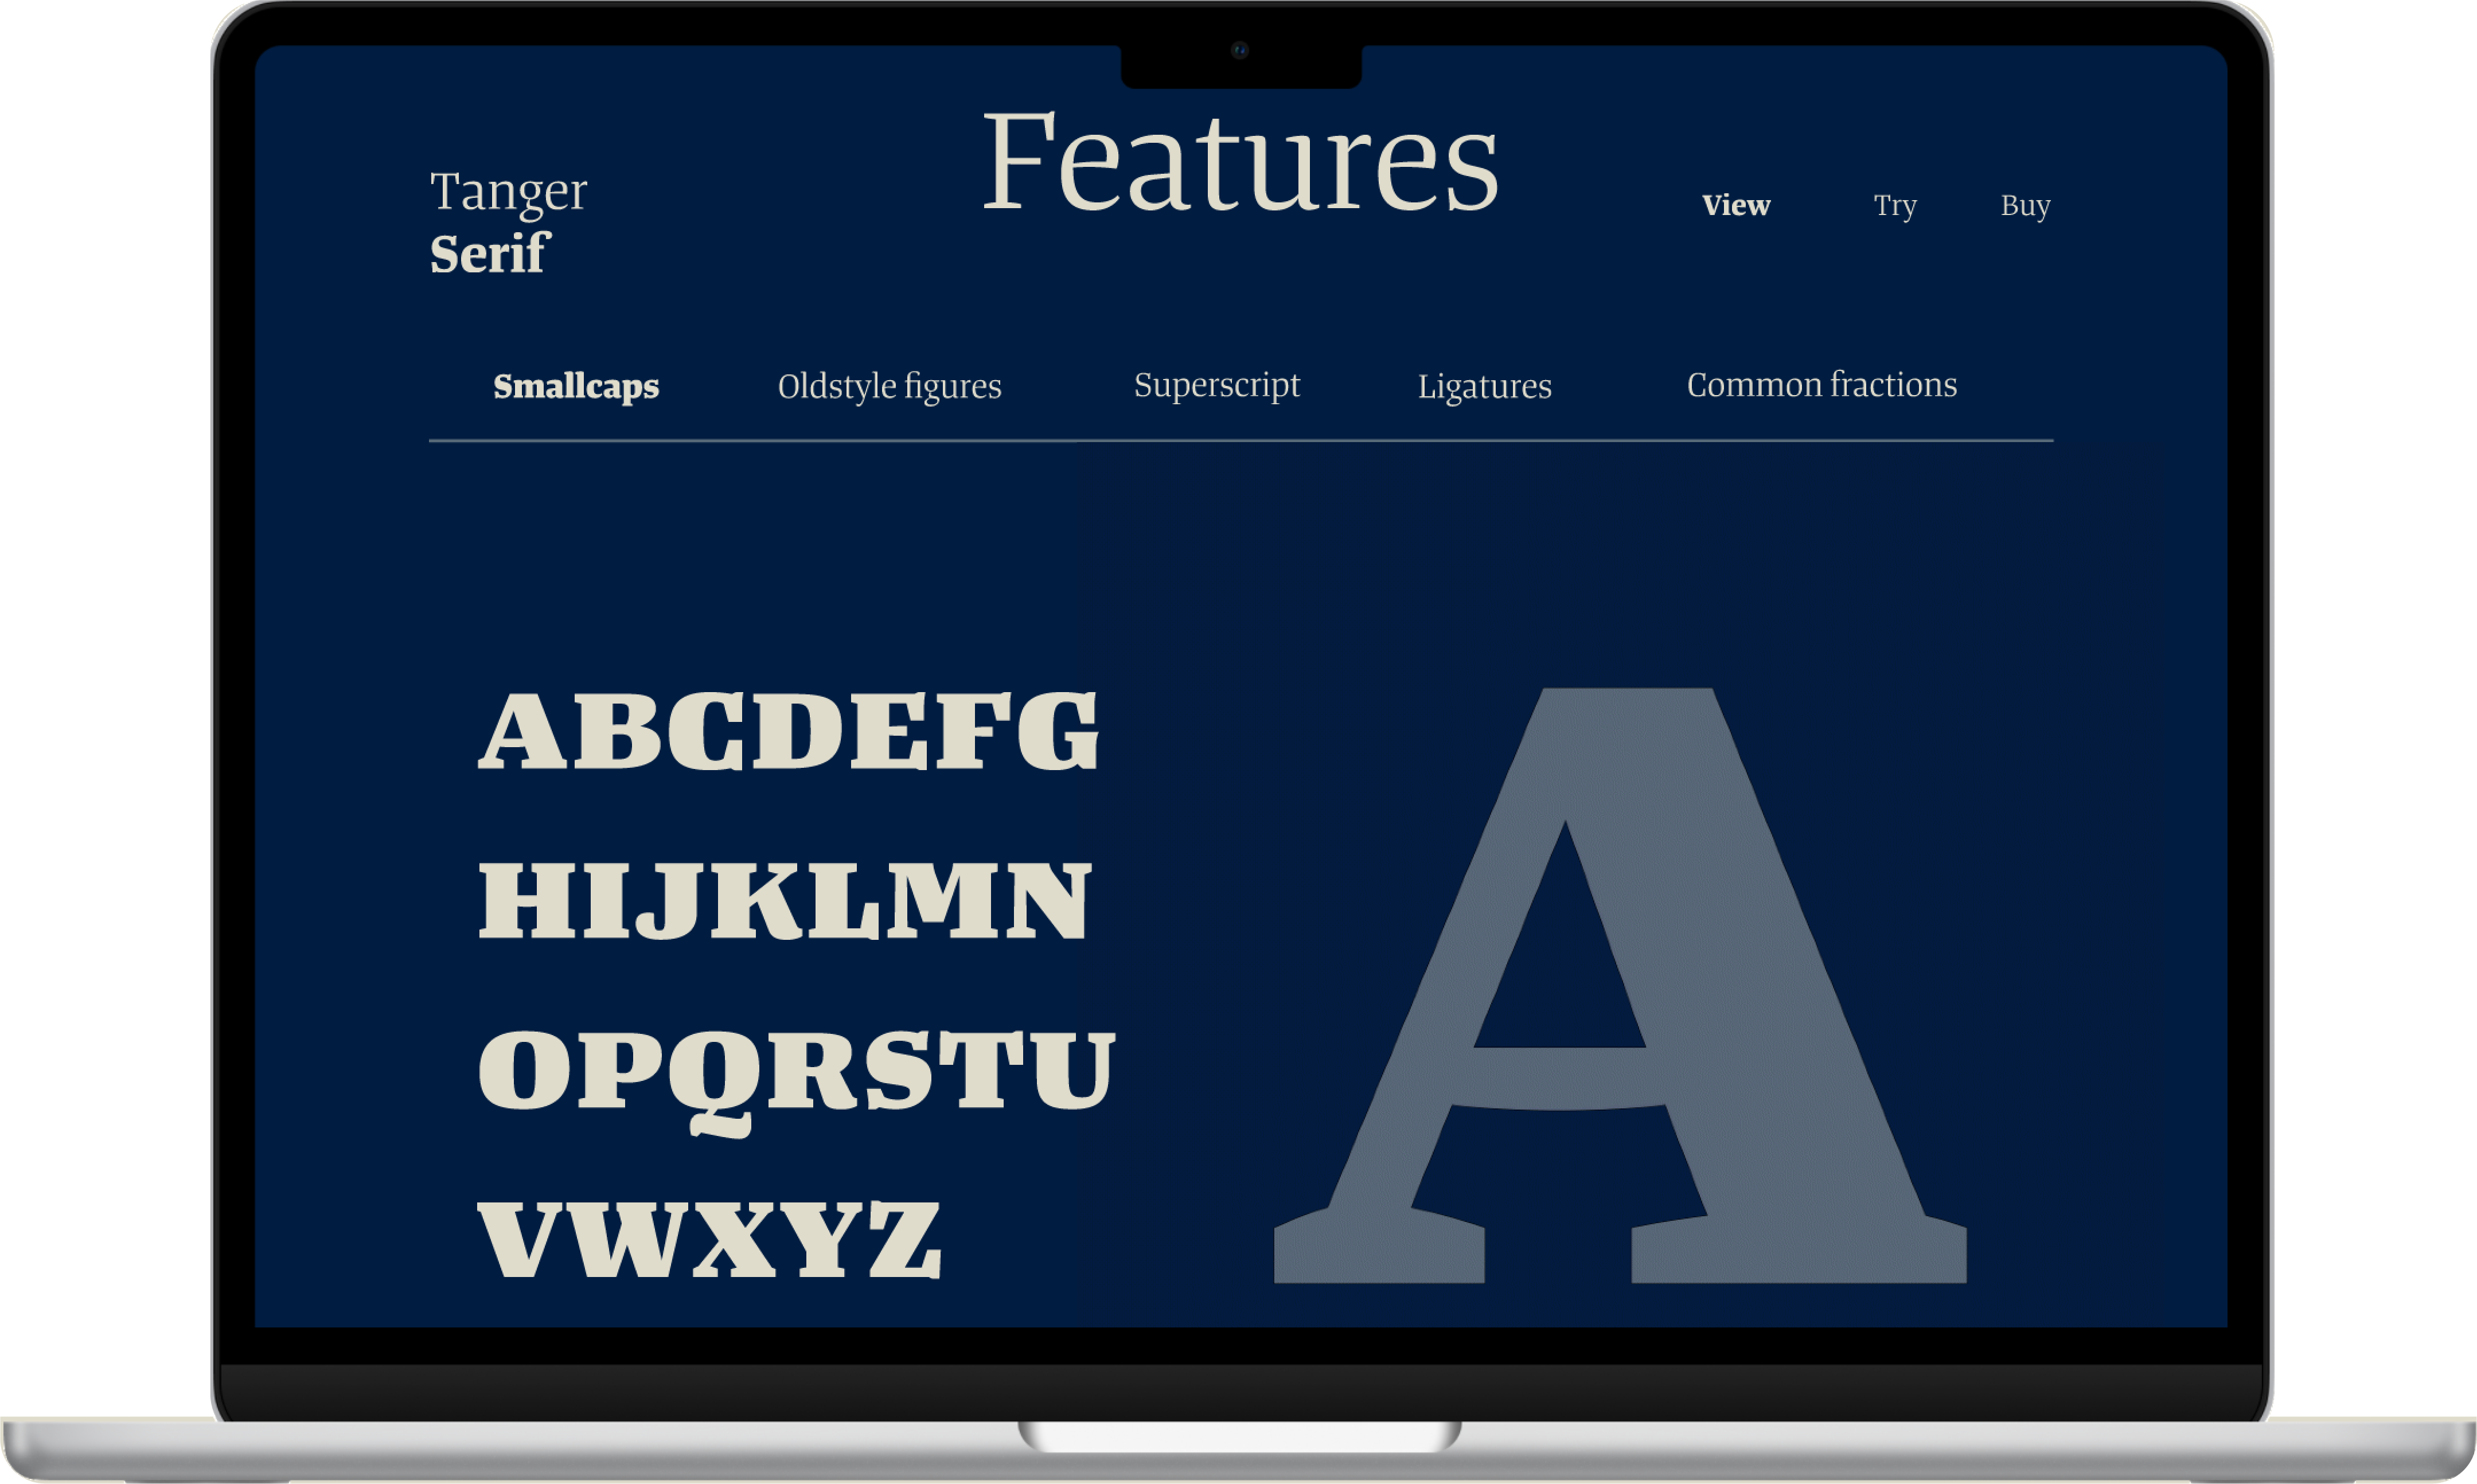 Features
Tanger
Serif
View Try Buy
Smallcaps Oldstyle figures Superscript Ligatures Common fractions
ABCDEFG
HIJKLMN
OPQRSTU
VWXYZ
A